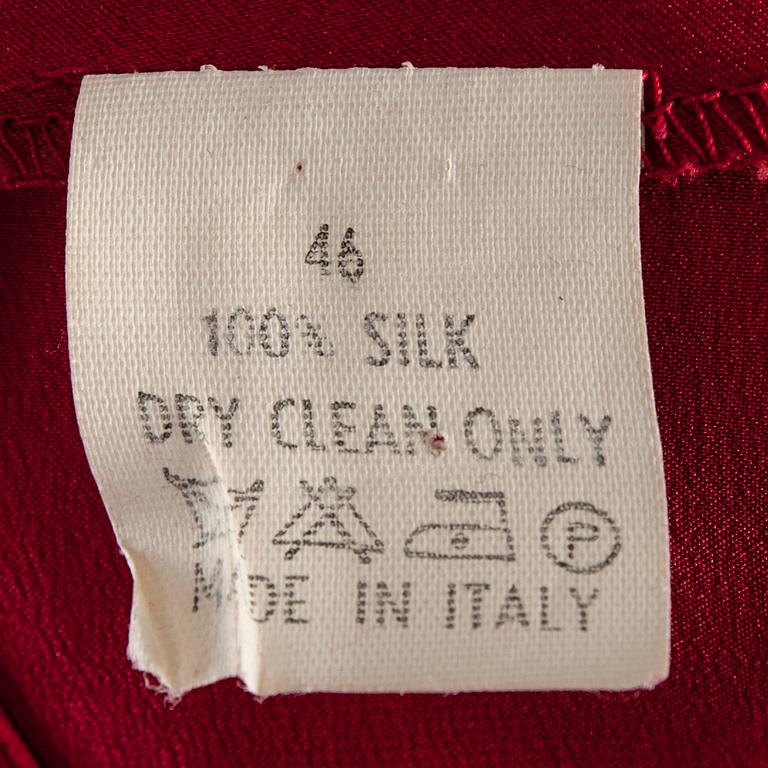 46
100% SILK
DRY CLEAN ONLY
P
MADE IN ITALY